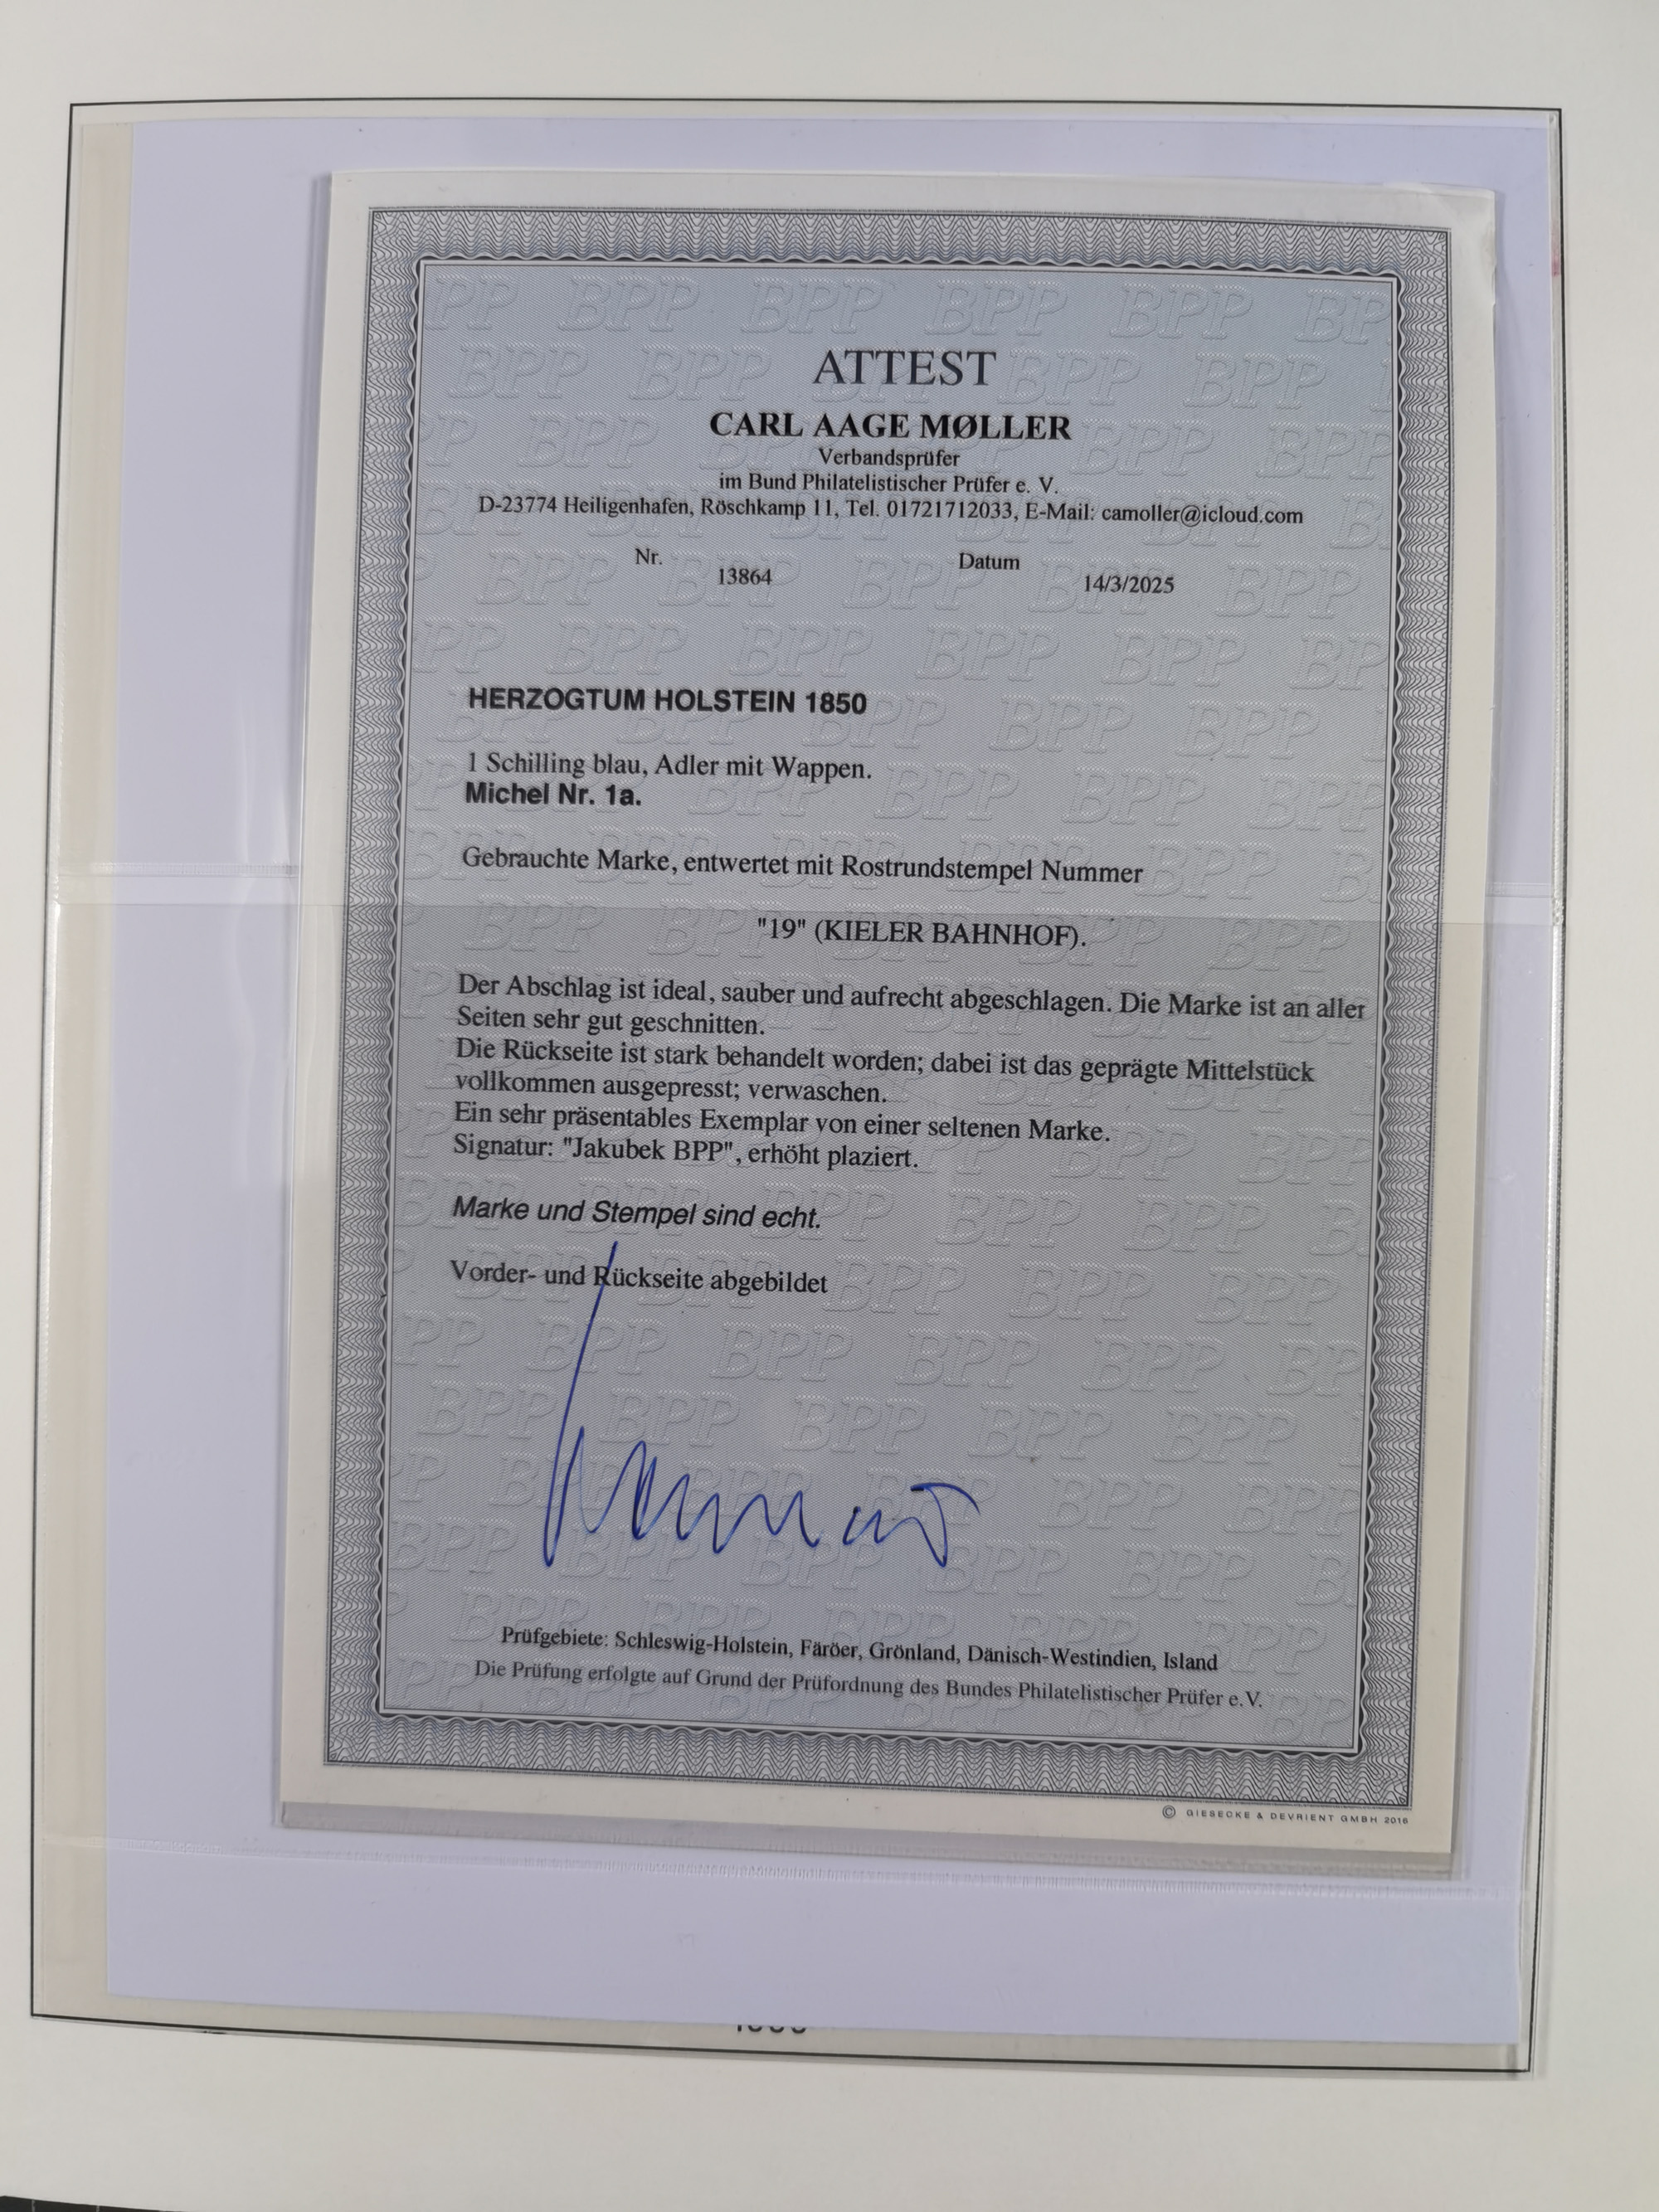 ATTEST
CARL AAGE MØLLER
Verbandsprüfer
im Bund Philatelistischer Prüfer e. V.
D-23774 Heiligenhafen, Röschkamp 11, Tel. 01721712033, E-Mail: camoller@icloud.com
Nr. 13864 Datum 14/3/2025
HERZOGTUM HOLSTEIN 1850
1 Schilling blau, Adler mit Wappen.
Michel Nr. 1a.
Gebrauchte Marke, entwertet mit Rostrundstempel Nummer
"19" (KIELER BAHNHOF).
Der Abschlag ist ideal, sauber und aufrecht abgeschlagen. Die Marke ist an aller
Seiten sehr gut geschnitten.
Die Rückseite ist stark behandelt worden; dabei ist das geprägte Mittelstück
vollkommen ausgepresst; verwaschen.
Ein sehr präsentables Exemplar von einer seltenen Marke.
Signatur: "Jakubek BPP", erhöht plaziert.
Marke und Stempel sind echt.
Vorder- und Rückseite abgebildet
Prüfgebiete: Schleswig-Holstein, Färöer, Grönland, Dänisch-Westindien, Island
Die Prüfung erfolgte auf Grund der Prüfordnung des Bundes Philatelistischer Prüfer e.V.
© GIESECKE & DEVRIENT GMBH 2016